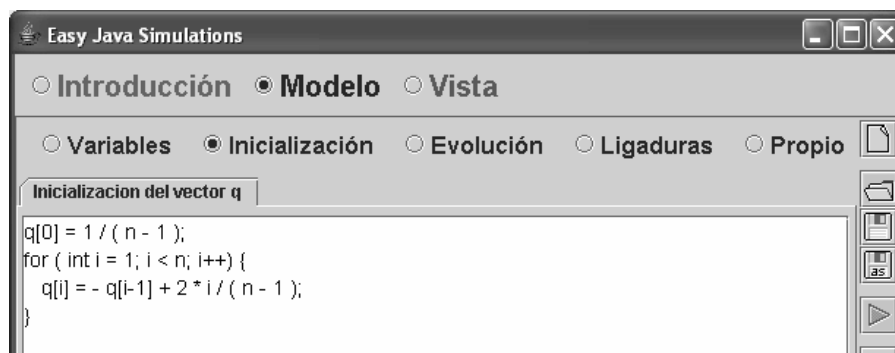 Easy Java Simulations
Introducción Modelo Vista
Variables Inicialización Evolución Ligaduras Propio
Inicializacion del vector q
q[0] = 1 / ( n - 1 );
for ( int i = 1; i < n; i++) {
q[i] = - q[i-1] + 2 * i / ( n - 1 );
}
as